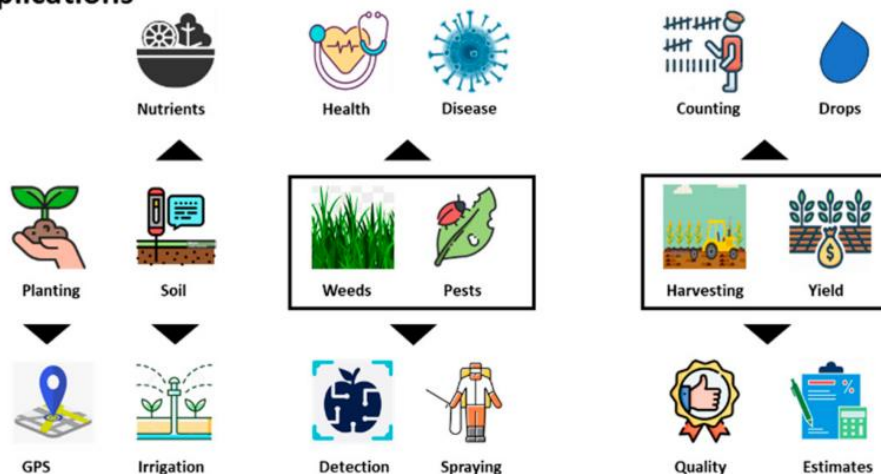 Nutrients Health Disease Counting Drops
Planting Soil Weeds Pests Harvesting Yield
GPS Irrigation Detection Spraying Quality Estimates